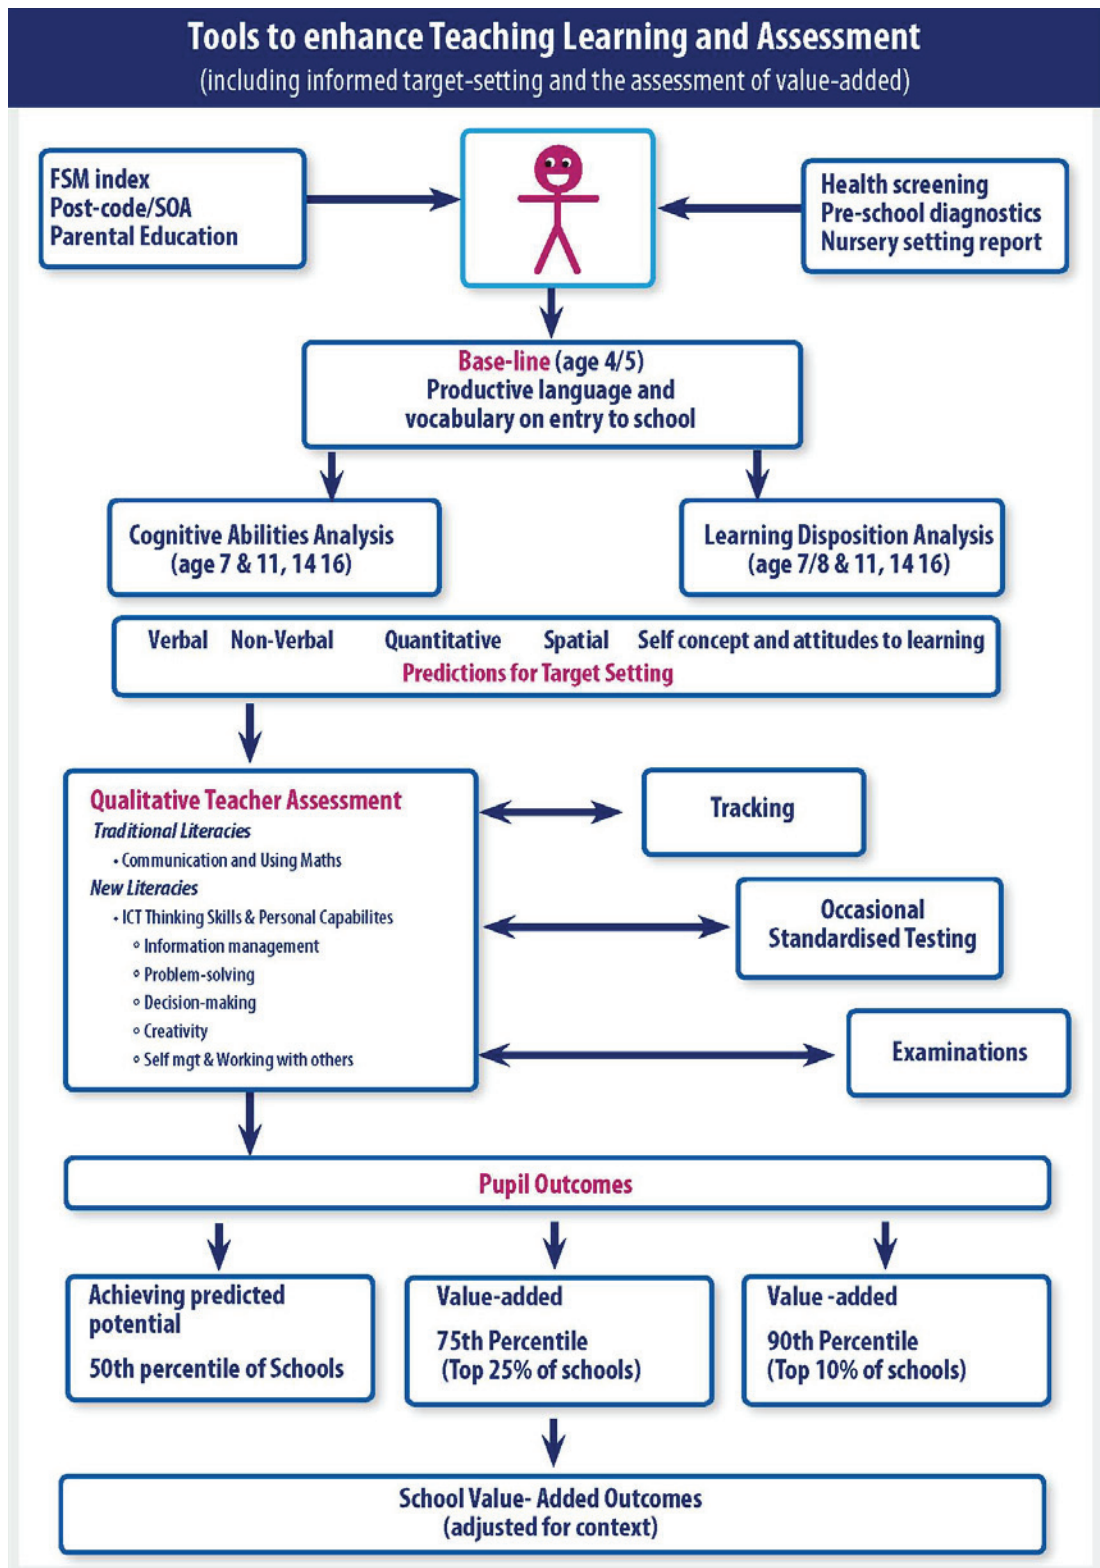 Tools to enhance Teaching Learning and Assessment
(including informed target-setting and the assessment of value-added)
FSM index
Post-code/SOA
Parental Education
Health screening
Pre-school diagnostics
Nursery setting report
Base-line (age 4/5)
Productive language and
vocabulary on entry to school
Cognitive Abilities Analysis
(age 7 & 11, 14 16)
Learning Disposition Analysis
(age 7/8 & 11, 14 16)
Verbal Non-Verbal Quantitative Spatial Self concept and attitudes to learning
Predictions for Target Setting
Qualitative Teacher Assessment
Traditional Literacies
• Communication and Using Maths
New Literacies
• ICT Thinking Skills & Personal Capabilites
° Information management
° Problem-solving
° Decision-making
° Creativity
° Self mgt & Working with others
Tracking
Occasional
Standardised Testing
Examinations
Pupil Outcomes
Achieving predicted
potential
50th percentile of Schools
Value-added
75th Percentile
(Top 25% of schools)
Value -added
90th Percentile
(Top 10% of schools)
School Value- Added Outcomes
(adjusted for context)